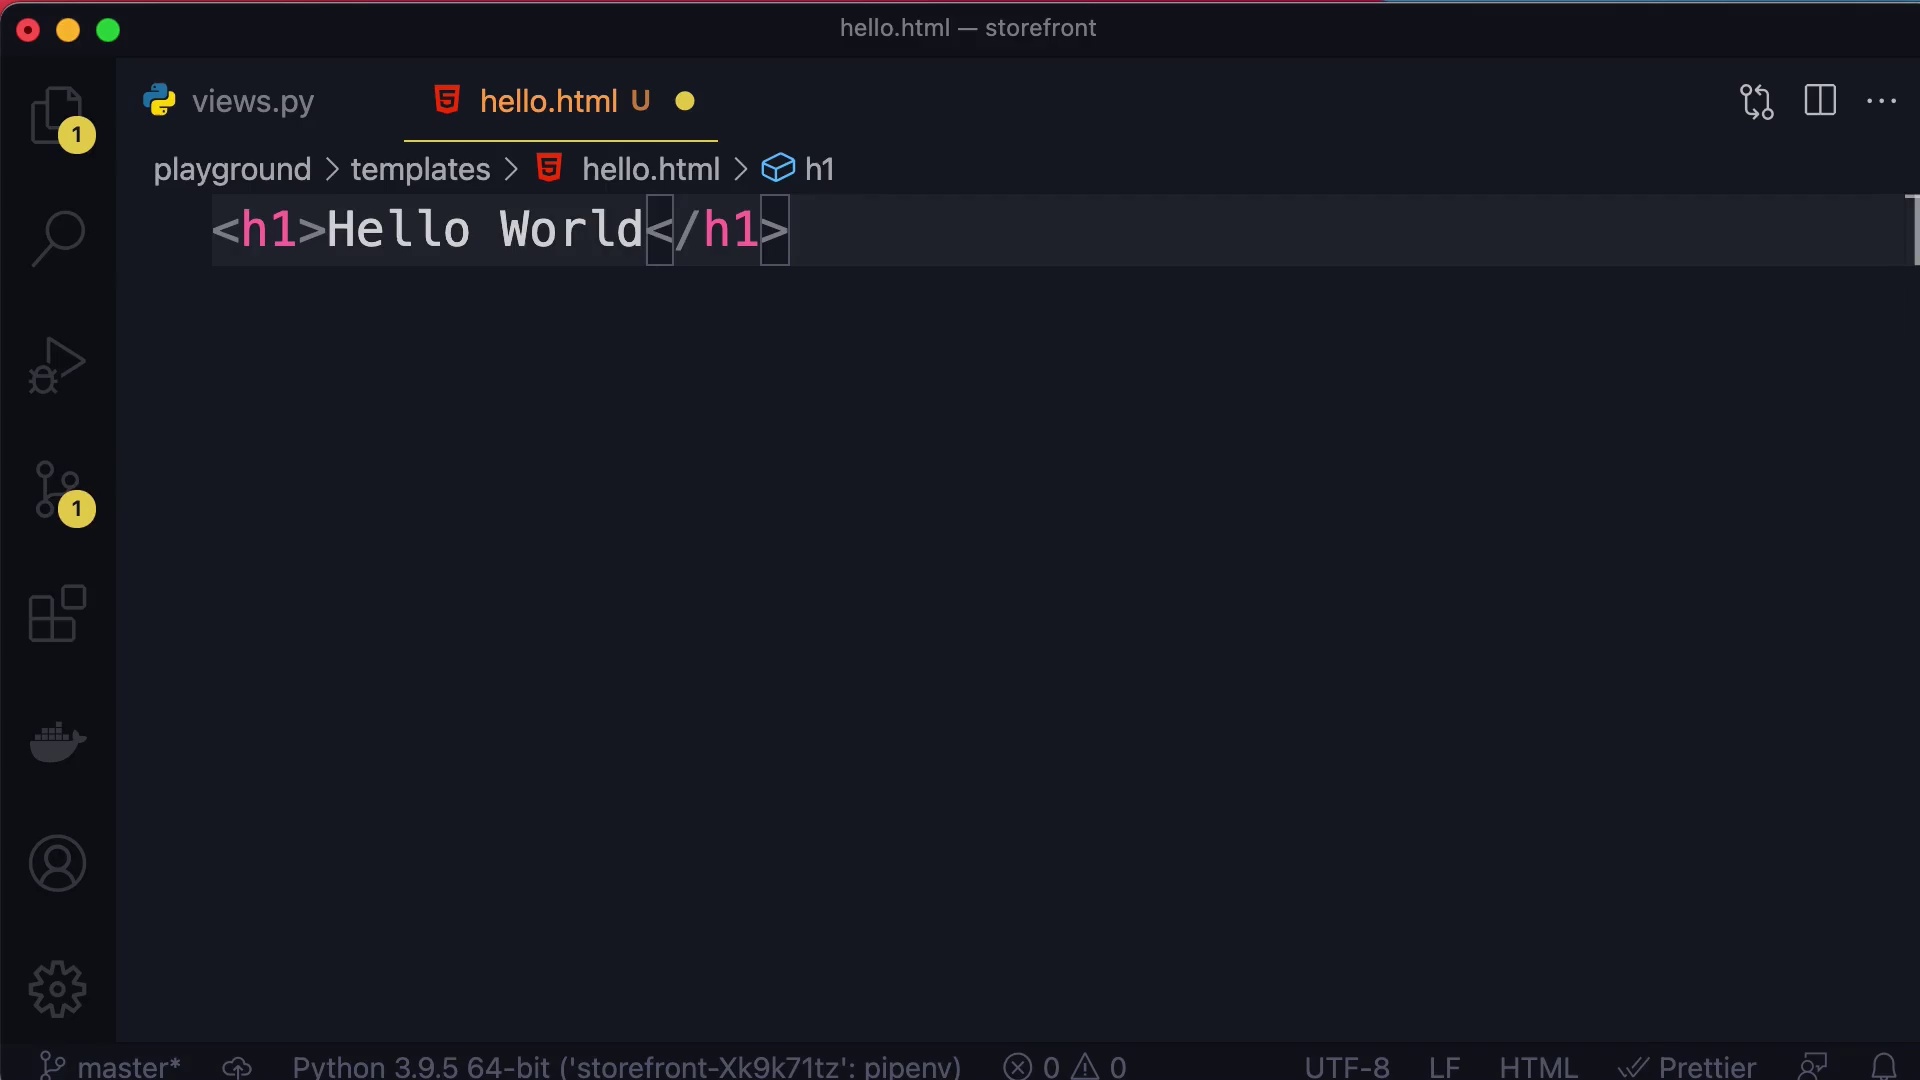 hello.html — storefront
views.py hello.html U
playground > templates > hello.html > h1
<h1>Hello World</h1>
1
1
master* Python 3.9.5 64-bit ('storefront-Xk9k71tz': pipenv) 0 0 UTF-8 LF HTML Prettier